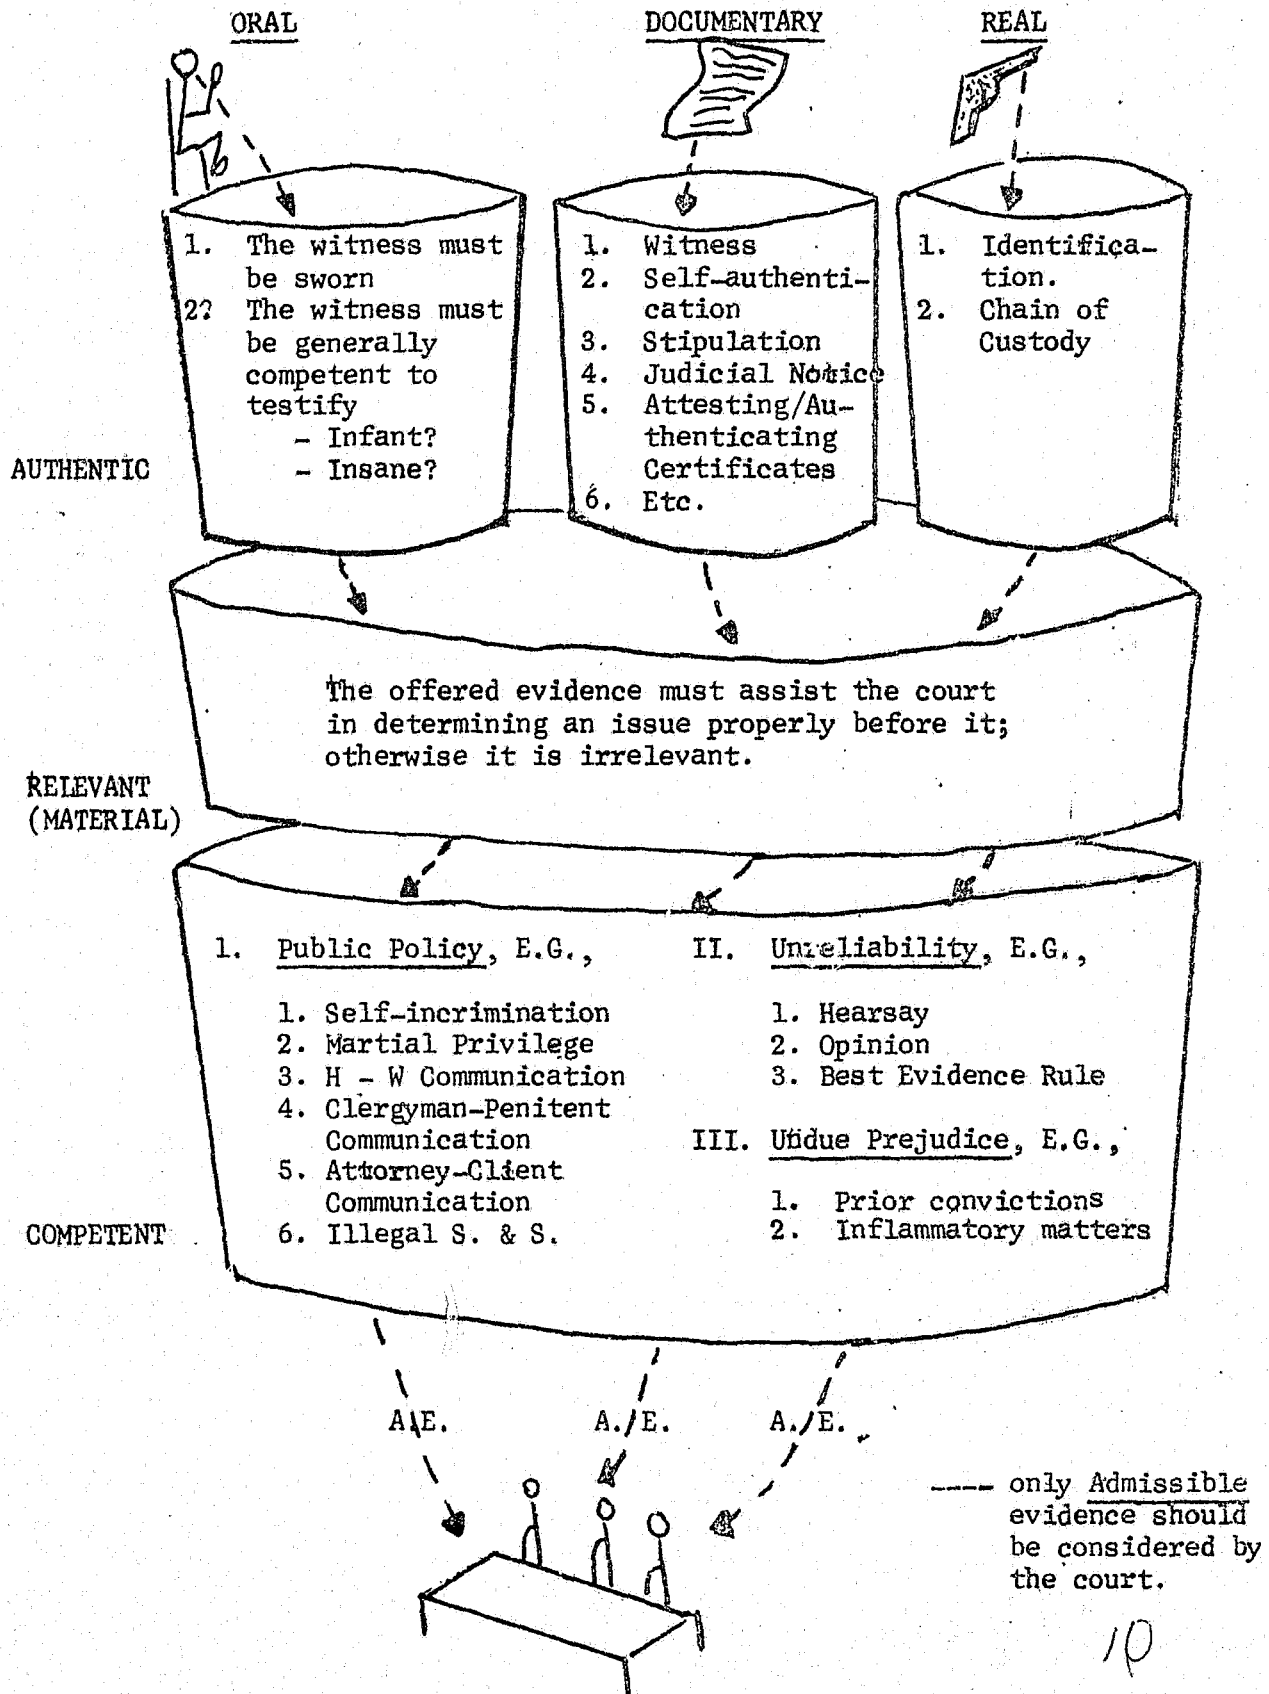 ORAL
DOCUMENTARY
REAL
1. The witness must
be sworn
2? The witness must
be generally
competent to
testify
- Infant?
- Insane?
1. Witness
2. Self-authenti-
cation
3. Stipulation
4. Judicial Notice
5. Attesting/Au-
thenticating
Certificates
6. Etc.
1. Identifica-
tion.
2. Chain of
Custody
AUTHENTIC
The offered evidence must assist the court
in determining an issue properly before it;
otherwise it is irrelevant.
RELEVANT
(MATERIAL)
1. Public Policy, E.G.,
1. Self-incrimination
2. Martial Privilege
3. H - W Communication
4. Clergyman-Penitent
Communication
5. Attorney-Client
Communication
6. Illegal S. & S.
II. Unreliability, E.G.,
1. Hearsay
2. Opinion
3. Best Evidence Rule
III. Undue Prejudice, E.G.,
1. Prior convictions
2. Inflammatory matters
COMPETENT
A.E.
A.E.
A.E.
---- only Admissible
evidence should
be considered by
the court.
10